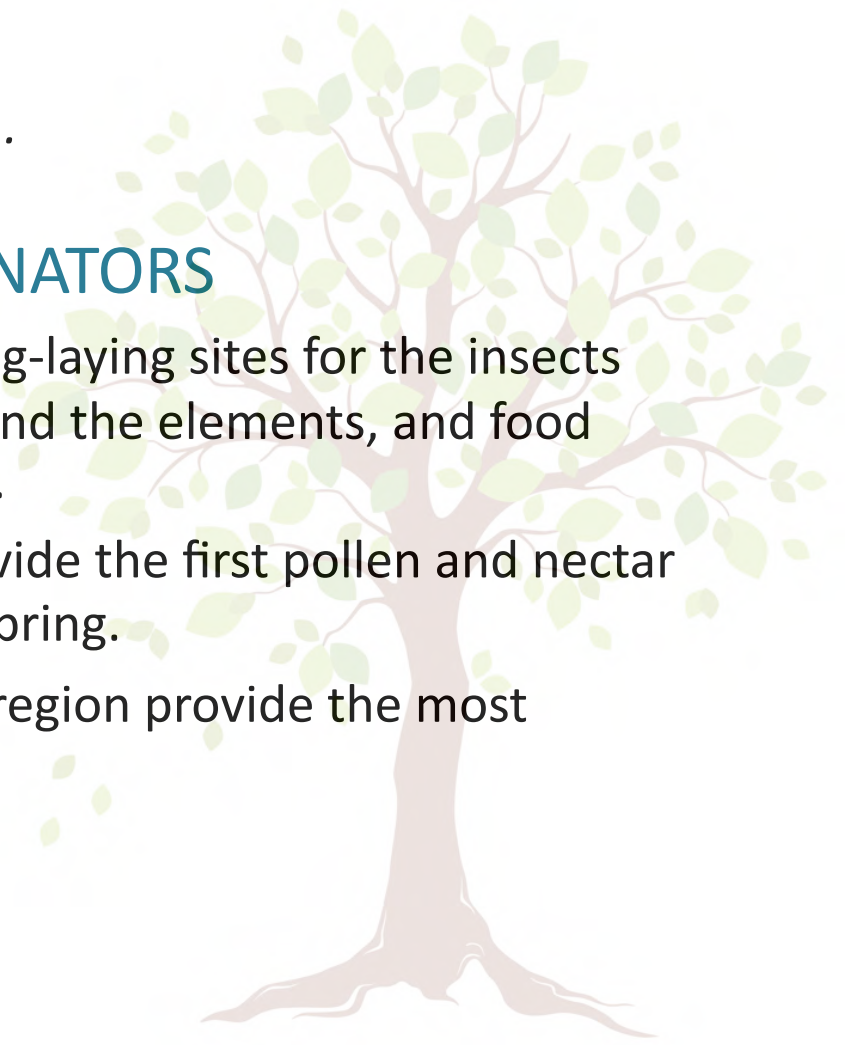 .
NATORS
g-laying sites for the insects
nd the elements, and food
.
vide the first pollen and nectar
pring.
region provide the most